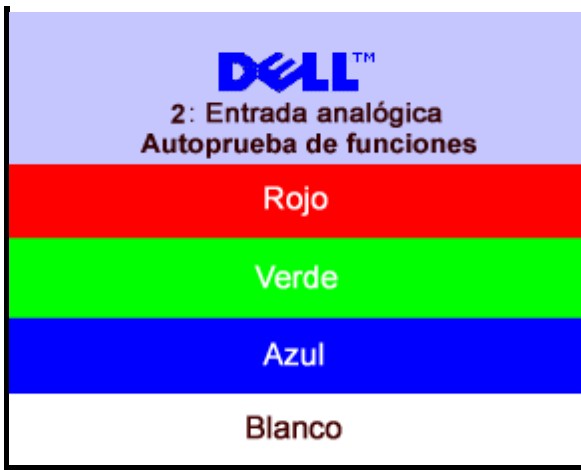 DELL™
2: Entrada analógica
Autoprueba de funciones
Rojo
Verde
Azul
Blanco